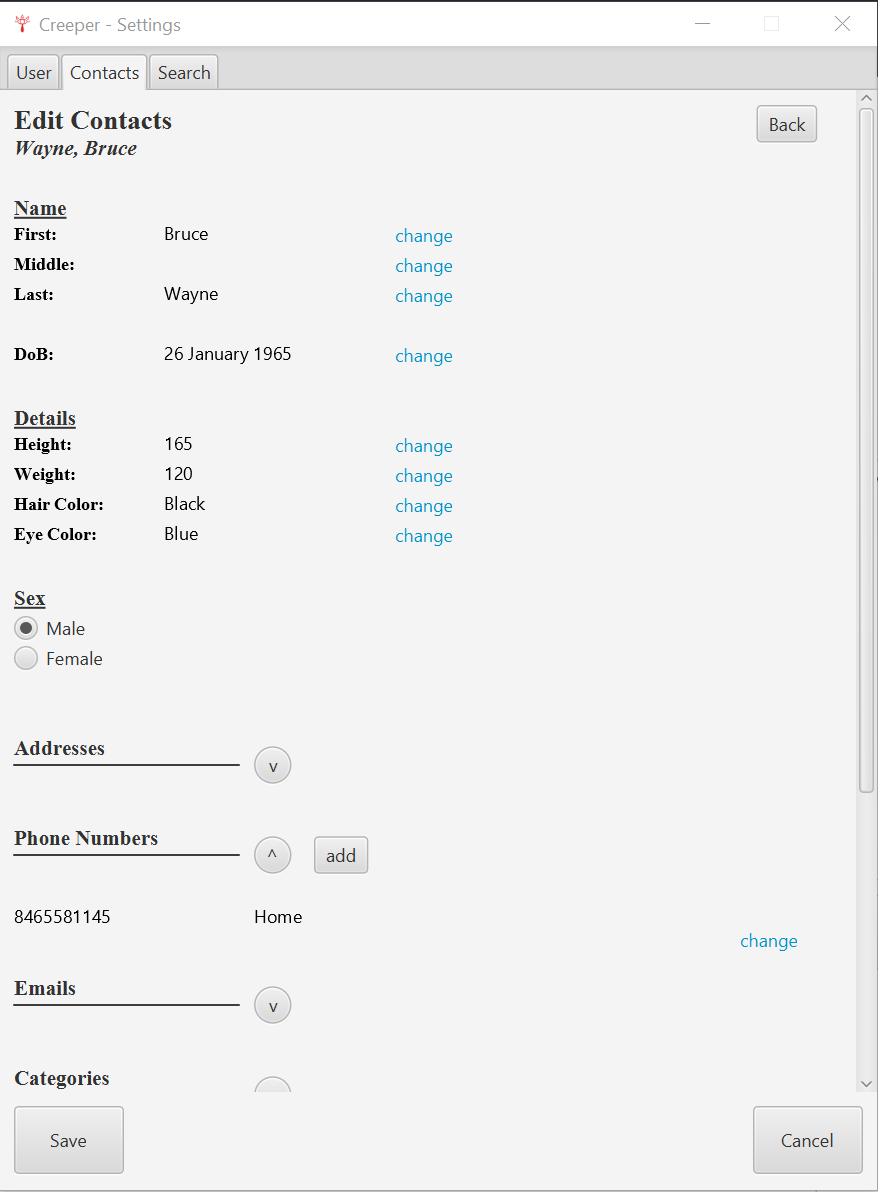 Creeper - Settings
User Contacts Search
Edit Contacts
Back
Wayne, Bruce
Name
First: Bruce change
Middle: change
Last: Wayne change
DoB: 26 January 1965 change
Details
Height: 165 change
Weight: 120 change
Hair Color: Black change
Eye Color: Blue change
Sex
Male
Female
Addresses v
Phone Numbers ^ add
8465581145 Home
change
Emails v
Categories
Save Cancel